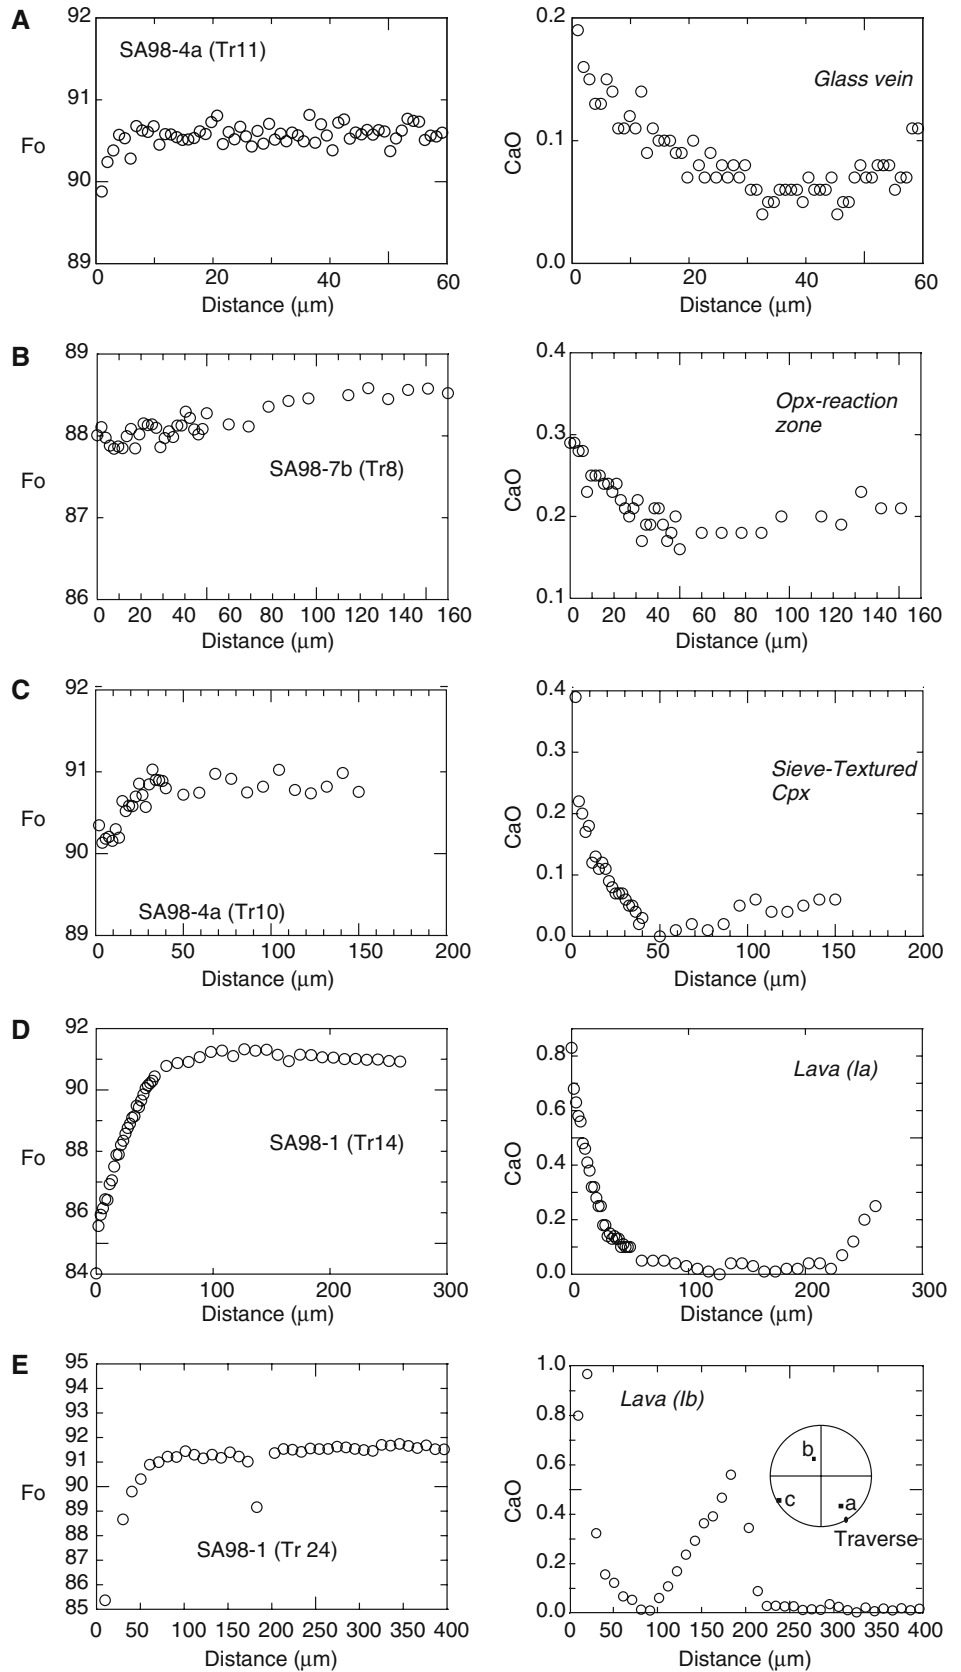 A
92
91
90
89
Fo
SA98-4a (Tr11)
0 20 40 60
Distance (μm)
0.2
0.1
0.0
CaO
Glass vein
0 20 40 60
Distance (μm)
B
89
88
87
86
Fo
SA98-7b (Tr8)
0 20 40 60 80 100 120 140 160
Distance (μm)
0.4
0.3
0.2
0.1
CaO
Opx-reaction
zone
0 20 40 60 80 100 120 140 160
Distance (μm)
C
92
91
90
89
Fo
SA98-4a (Tr10)
0 50 100 150 200
Distance (μm)
0.4
0.3
0.2
0.1
0.0
CaO
Sieve-Textured
Cpx
0 50 100 150 200
Distance (μm)
D
92
90
88
86
84
Fo
SA98-1 (Tr14)
0 100 200 300
Distance (μm)
0.8
0.6
0.4
0.2
0.0
CaO
Lava (Ia)
0 100 200 300
Distance (μm)
E
95
94
93
92
91
90
89
88
87
86
85
Fo
SA98-1 (Tr 24)
0 50 100 150 200 250 300 350 400
Distance (μm)
1.0
0.8
0.6
0.4
0.2
0.0
CaO
Lava (Ib)
b
c
a
Traverse
0 50 100 150 200 250 300 350 400
Distance (μm)